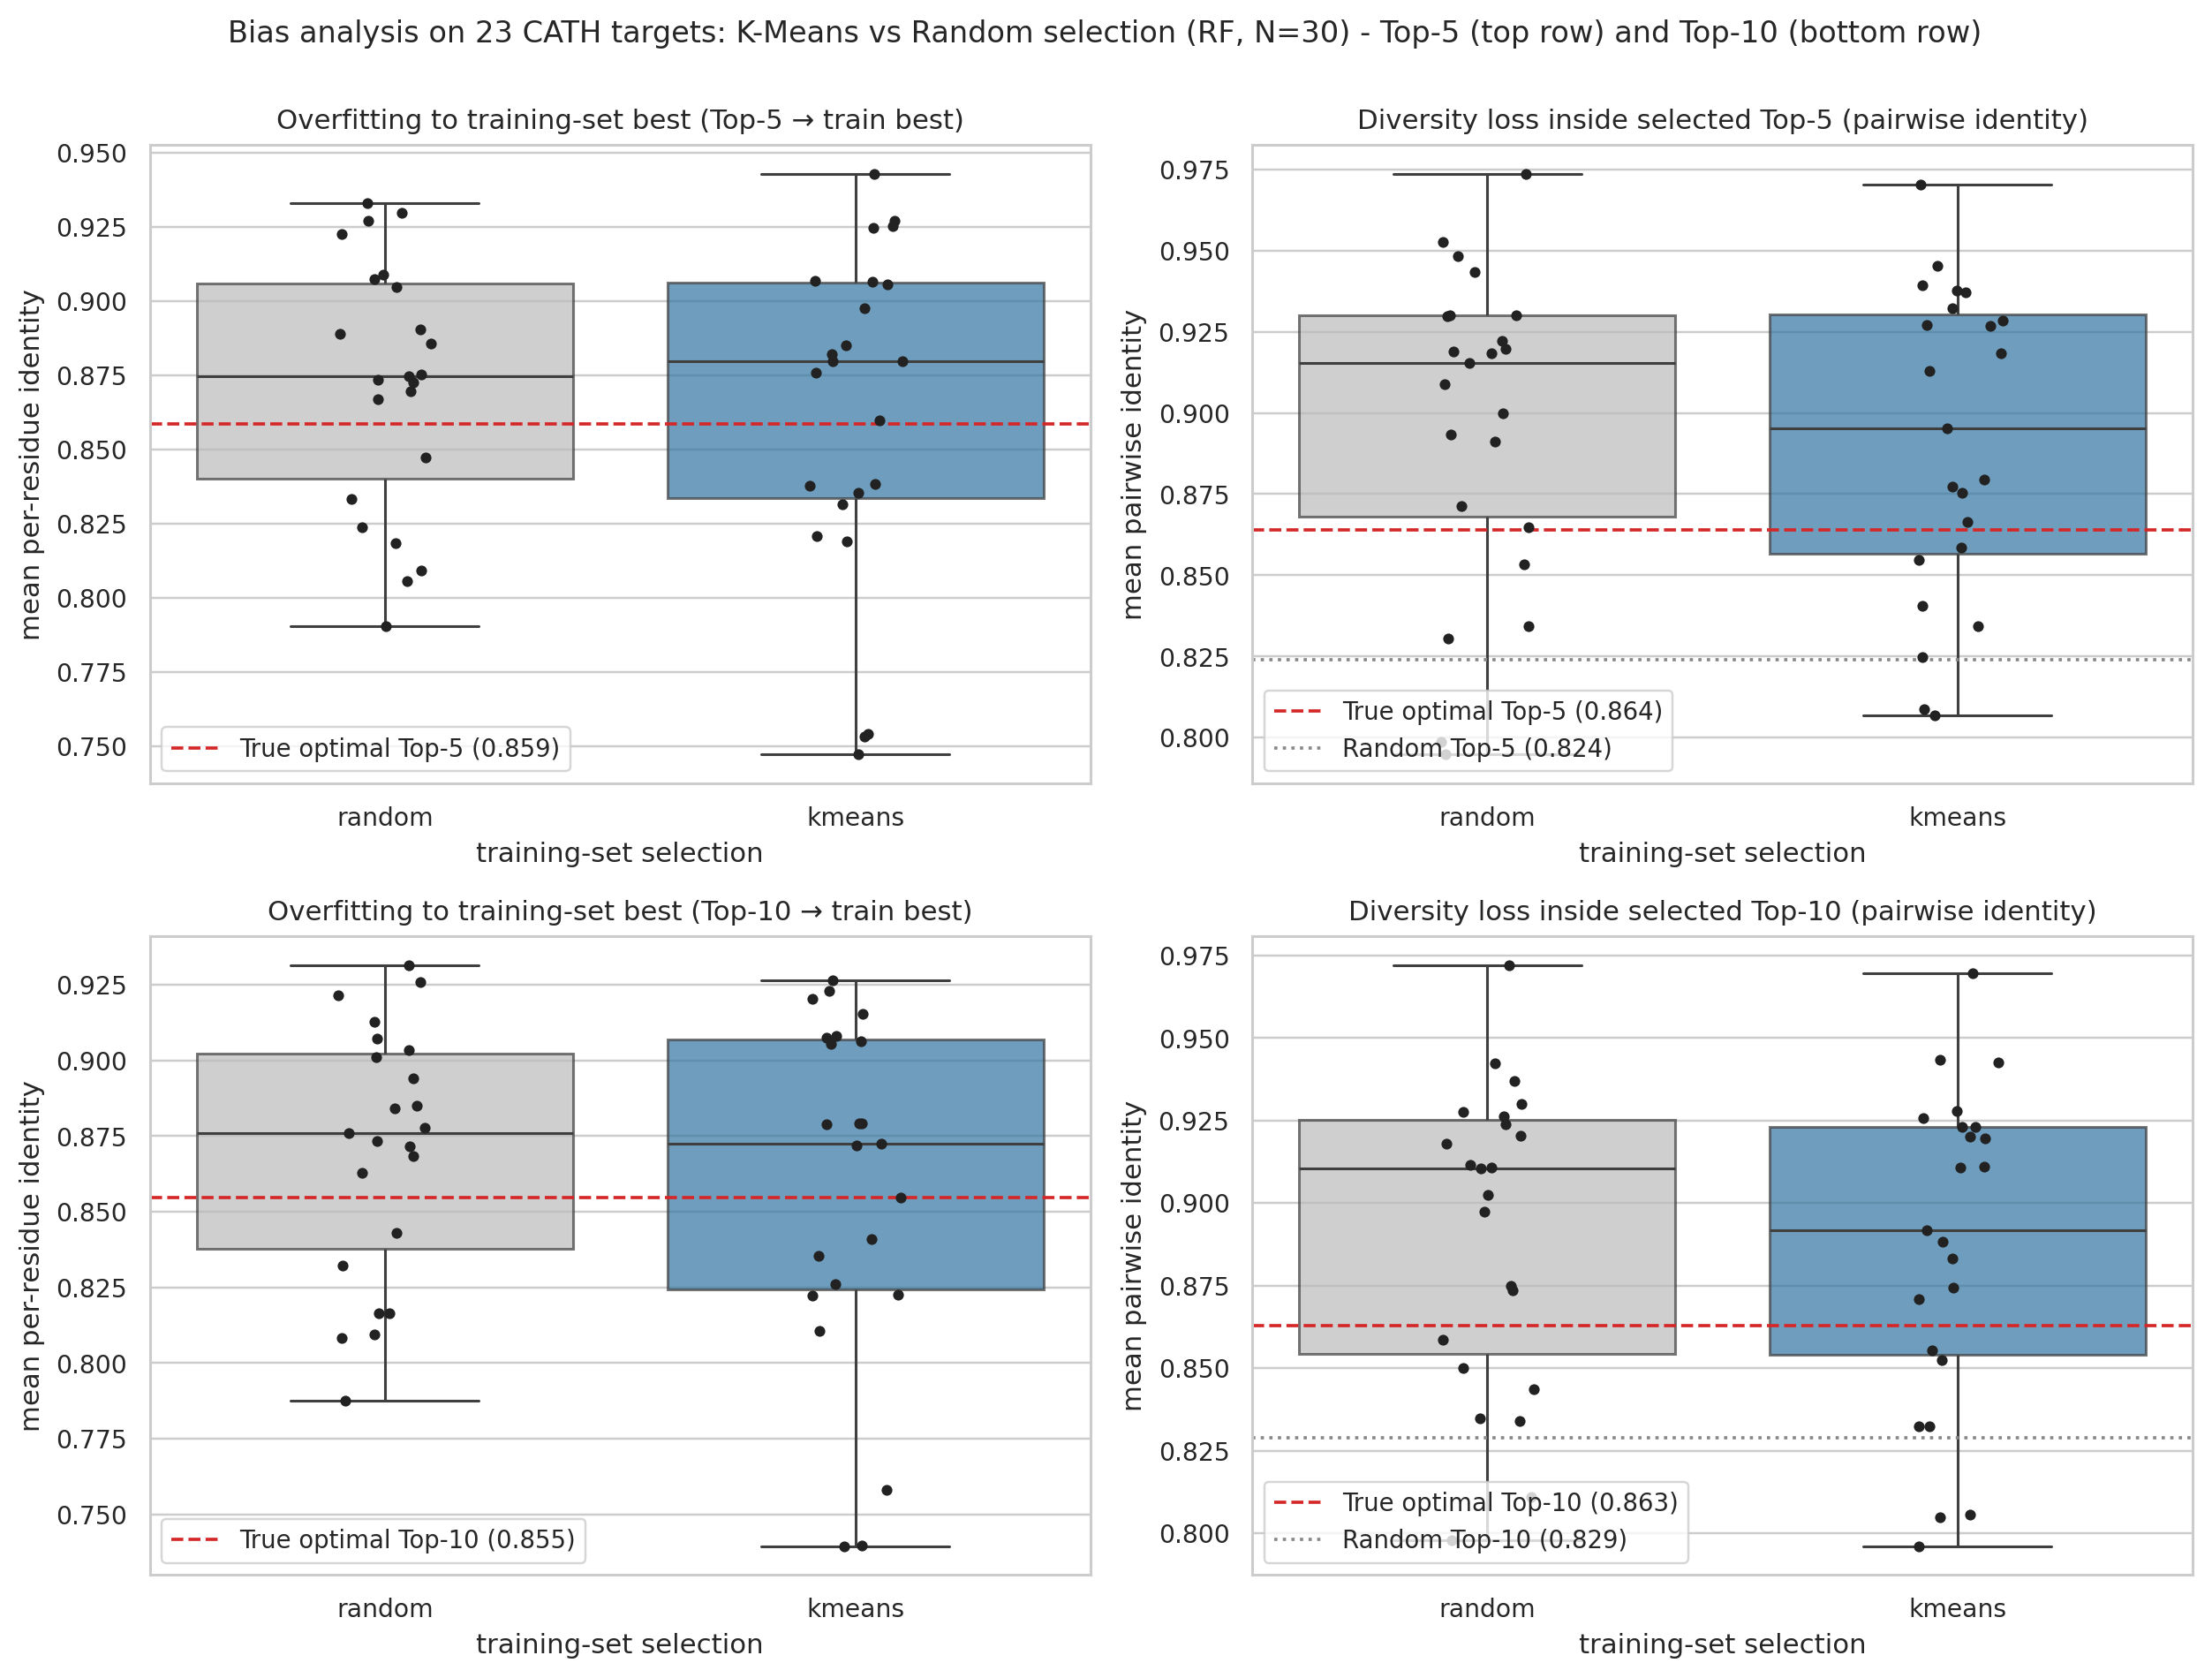 Bias analysis on 23 CATH targets: K-Means vs Random selection (RF, N=30) - Top-5 (top row) and Top-10 (bottom row)
Overfitting to training-set best (Top-5 → train best)
mean per-residue identity
0.950
0.925
0.900
0.875
0.850
0.825
0.800
0.775
0.750
True optimal Top-5 (0.859)
random
kmeans
training-set selection
Diversity loss inside selected Top-5 (pairwise identity)
mean pairwise identity
0.975
0.950
0.925
0.900
0.875
0.850
0.825
0.800
True optimal Top-5 (0.864)
Random Top-5 (0.824)
random
kmeans
training-set selection
Overfitting to training-set best (Top-10 → train best)
mean per-residue identity
0.925
0.900
0.875
0.850
0.825
0.800
0.775
0.750
True optimal Top-10 (0.855)
random
kmeans
training-set selection
Diversity loss inside selected Top-10 (pairwise identity)
mean pairwise identity
0.975
0.950
0.925
0.900
0.875
0.850
0.825
0.800
True optimal Top-10 (0.863)
Random Top-10 (0.829)
random
kmeans
training-set selection